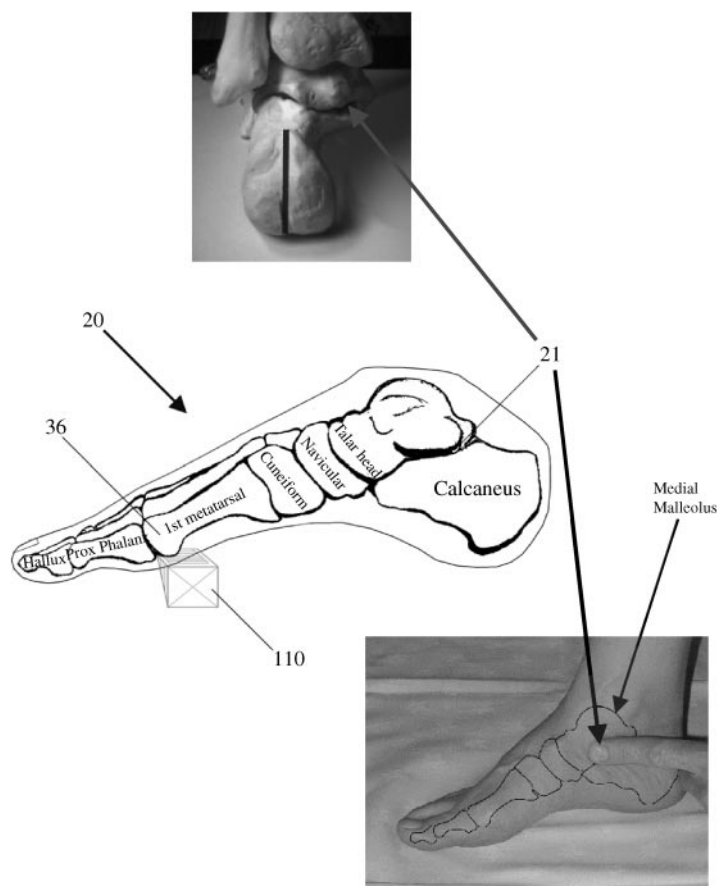 20
21
36
Talar head
Navicular
Cuneiform
Calcaneus
1st metatarsal
Medial
Malleolus
Prox Phalan
Hallux
110